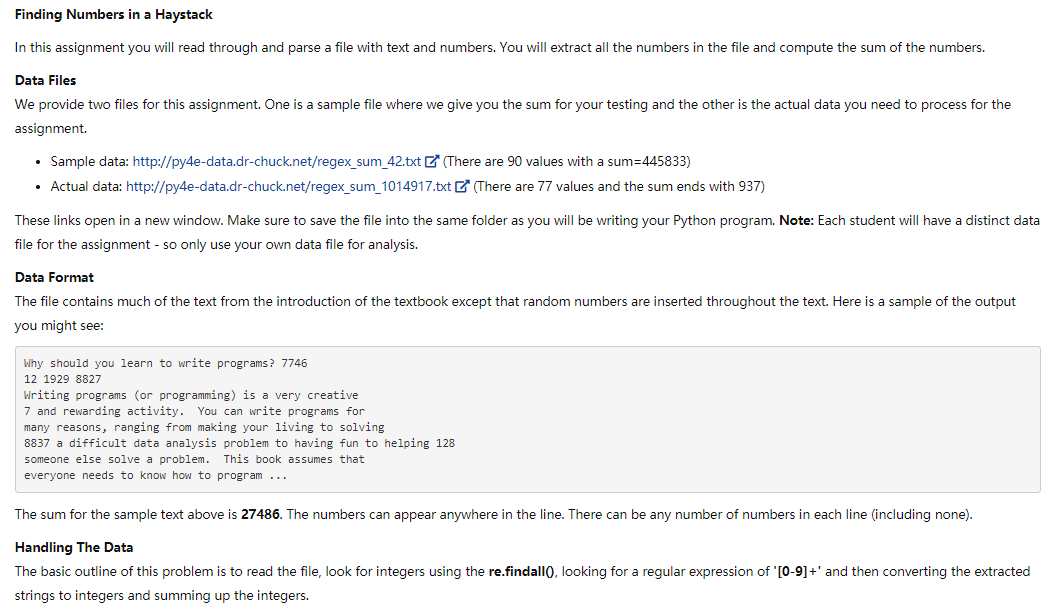 Finding Numbers in a Haystack
In this assignment you will read through and parse a file with text and numbers. You will extract all the numbers in the file and compute the sum of the numbers.
Data Files
We provide two files for this assignment. One is a sample file where we give you the sum for your testing and the other is the actual data you need to process for the
assignment.
• Sample data: http://py4e-data.dr-chuck.net/regex_sum_42.txt (There are 90 values with a sum=445833)
• Actual data: http://py4e-data.dr-chuck.net/regex_sum_1014917.txt (There are 77 values and the sum ends with 937)
These links open in a new window. Make sure to save the file into the same folder as you will be writing your Python program. Note: Each student will have a distinct data
file for the assignment - so only use your own data file for analysis.
Data Format
The file contains much of the text from the introduction of the textbook except that random numbers are inserted throughout the text. Here is a sample of the output
you might see:
Why should you learn to write programs? 7746
12 1929 8827
Writing programs (or programming) is a very creative
7 and rewarding activity.  You can write programs for
many reasons, ranging from making your living to solving
8837 a difficult data analysis problem to having fun to helping 128
someone else solve a problem.  This book assumes that
everyone needs to know how to program ...
The sum for the sample text above is 27486. The numbers can appear anywhere in the line. There can be any number of numbers in each line (including none).
Handling The Data
The basic outline of this problem is to read the file, look for integers using the re.findall(), looking for a regular expression of '[0-9]+' and then converting the extracted
strings to integers and summing up the integers.